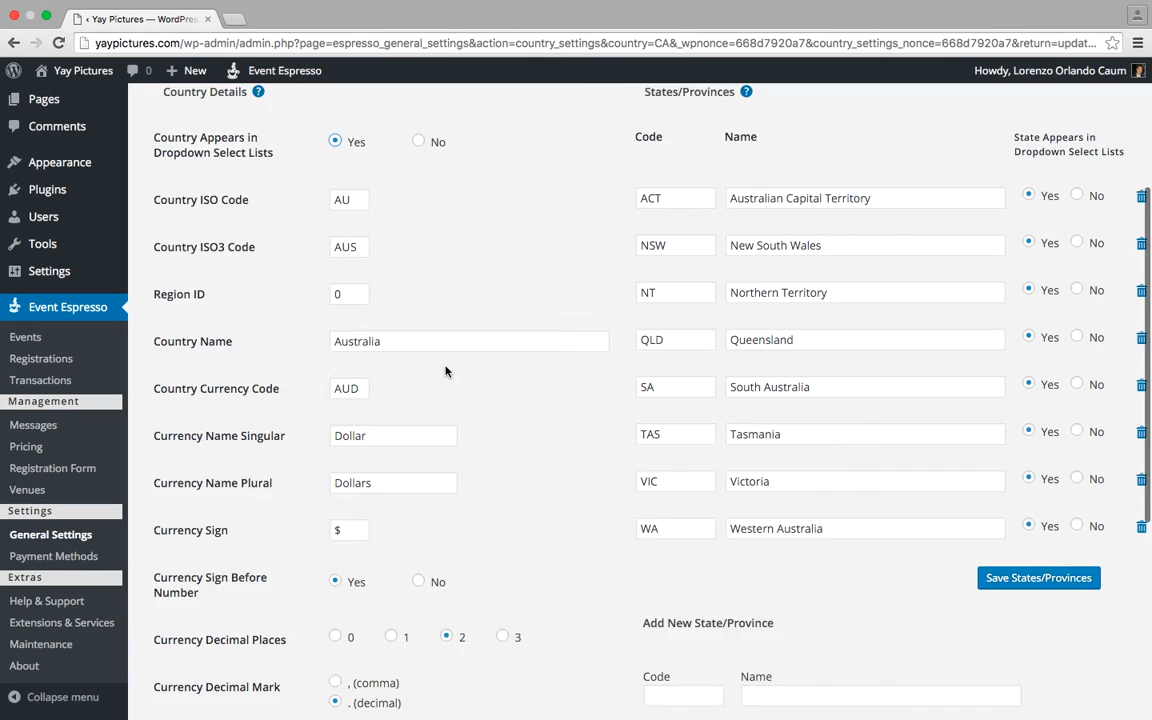 ‹ Yay Pictures — WordPres
yaypictures.com/wp-admin/admin.php?page=espresso_general_settings&action=country_settings&country=CA&_wpnonce=668d7920a7&country_settings_nonce=668d7920a7&return=updat...
Yay Pictures
0
New
Event Espresso
Howdy, Lorenzo Orlando Caum
Pages
Comments
Appearance
Plugins
Users
Tools
Settings
Event Espresso
Events
Registrations
Transactions
Management
Messages
Pricing
Registration Form
Venues
Settings
General Settings
Payment Methods
Extras
Help & Support
Extensions & Services
Maintenance
About
Collapse menu
Country Details ?
Country Appears in
Dropdown Select Lists
Yes No
Country ISO Code AU
Country ISO3 Code AUS
Region ID 0
Country Name Australia
Country Currency Code AUD
Currency Name Singular Dollar
Currency Name Plural Dollars
Currency Sign $
Currency Sign Before
Number
Yes No
Currency Decimal Places 0 1 2 3
Currency Decimal Mark
, (comma)
. (decimal)
States/Provinces ?
Code Name
State Appears in
Dropdown Select Lists
ACT Australian Capital Territory Yes No
NSW New South Wales Yes No
NT Northern Territory Yes No
QLD Queensland Yes No
SA South Australia Yes No
TAS Tasmania Yes No
VIC Victoria Yes No
WA Western Australia Yes No
Save States/Provinces
Add New State/Province
Code Name